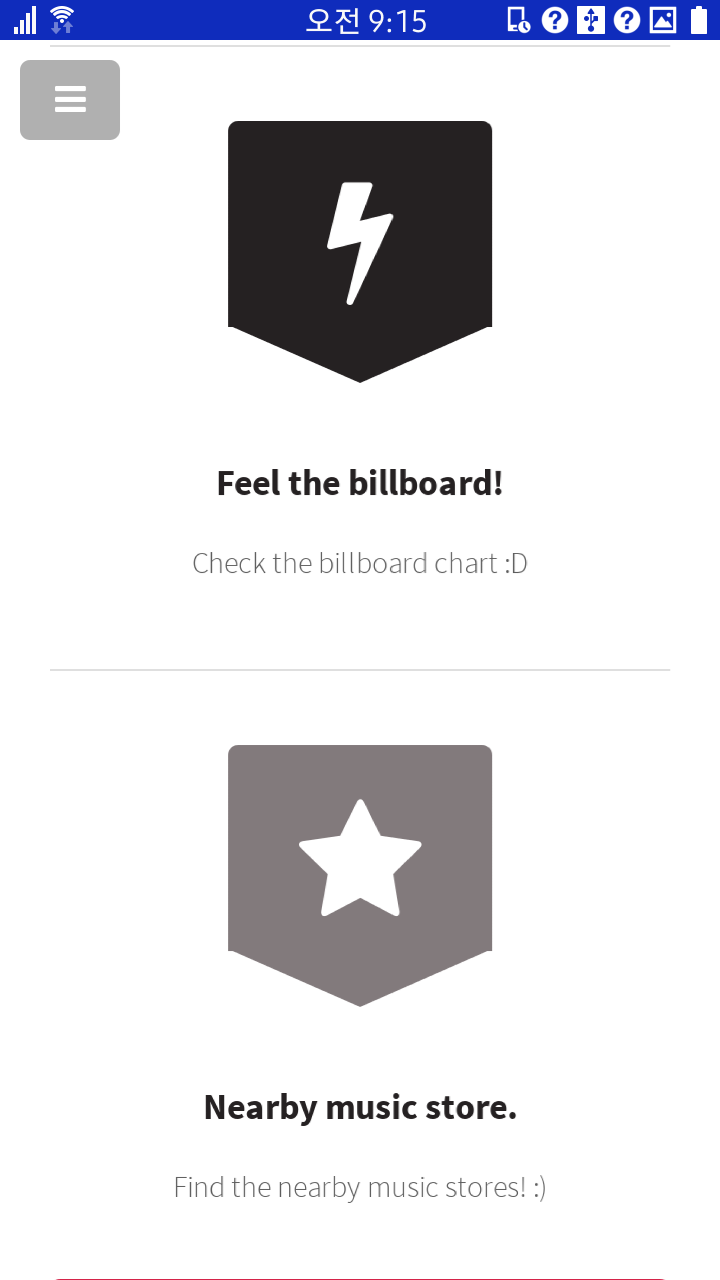 오전 9:15
Feel the billboard!
Check the billboard chart :D
Nearby music store.
Find the nearby music stores! :)